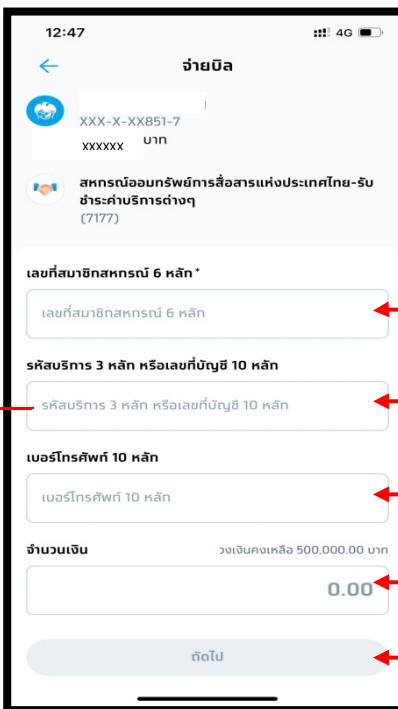 12:47
4G
จ่ายบิล
XXX-X-XX851-7
xxxxxx บาท
สหกรณ์ออมทรัพย์การสื่อสารแห่งประเทศไทย-รับ
ชำระค่าบริการต่างๆ
(7177)
เลขที่สมาชิกสหกรณ์ 6 หลัก*
เลขที่สมาชิกสหกรณ์ 6 หลัก
รหัสบริการ 3 หลัก หรือเลขที่บัญชี 10 หลัก
รหัสบริการ 3 หลัก หรือเลขที่บัญชี 10 หลัก
เบอร์โทรศัพท์ 10 หลัก
เบอร์โทรศัพท์ 10 หลัก
จำนวนเงิน วงเงินคงเหลือ 500,000.00 บาท
0.00
ถัดไป